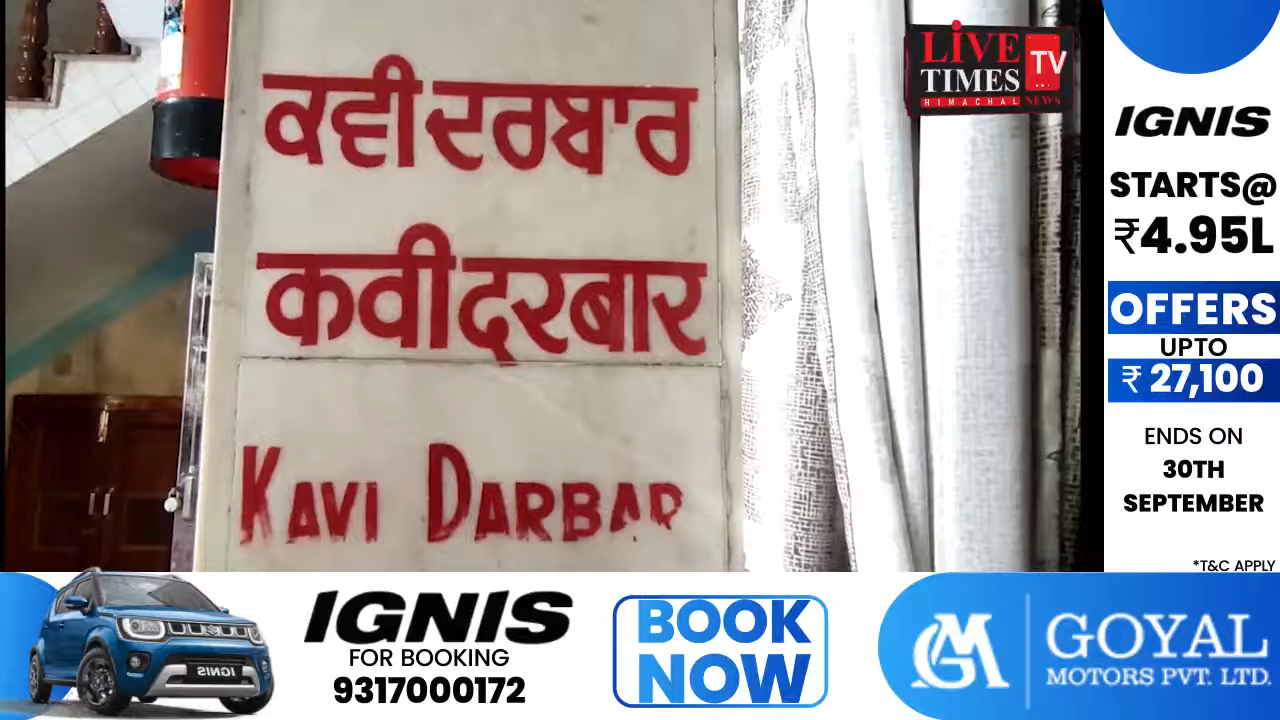 ਕਵੀ ਦਰਬਾਰ
कवी दरबार
KAVI DARBAR
LiVE
TIMES TV
HIMACHAL NEWS
IGNIS
STARTS@
₹4.95L
OFFERS
UPTO
₹ 27,100
ENDS ON
30TH
SEPTEMBER
*T&C APPLY
IGNIS
FOR BOOKING
9317000172
BOOK
NOW
GM
GOYAL
MOTORS PVT. LTD.